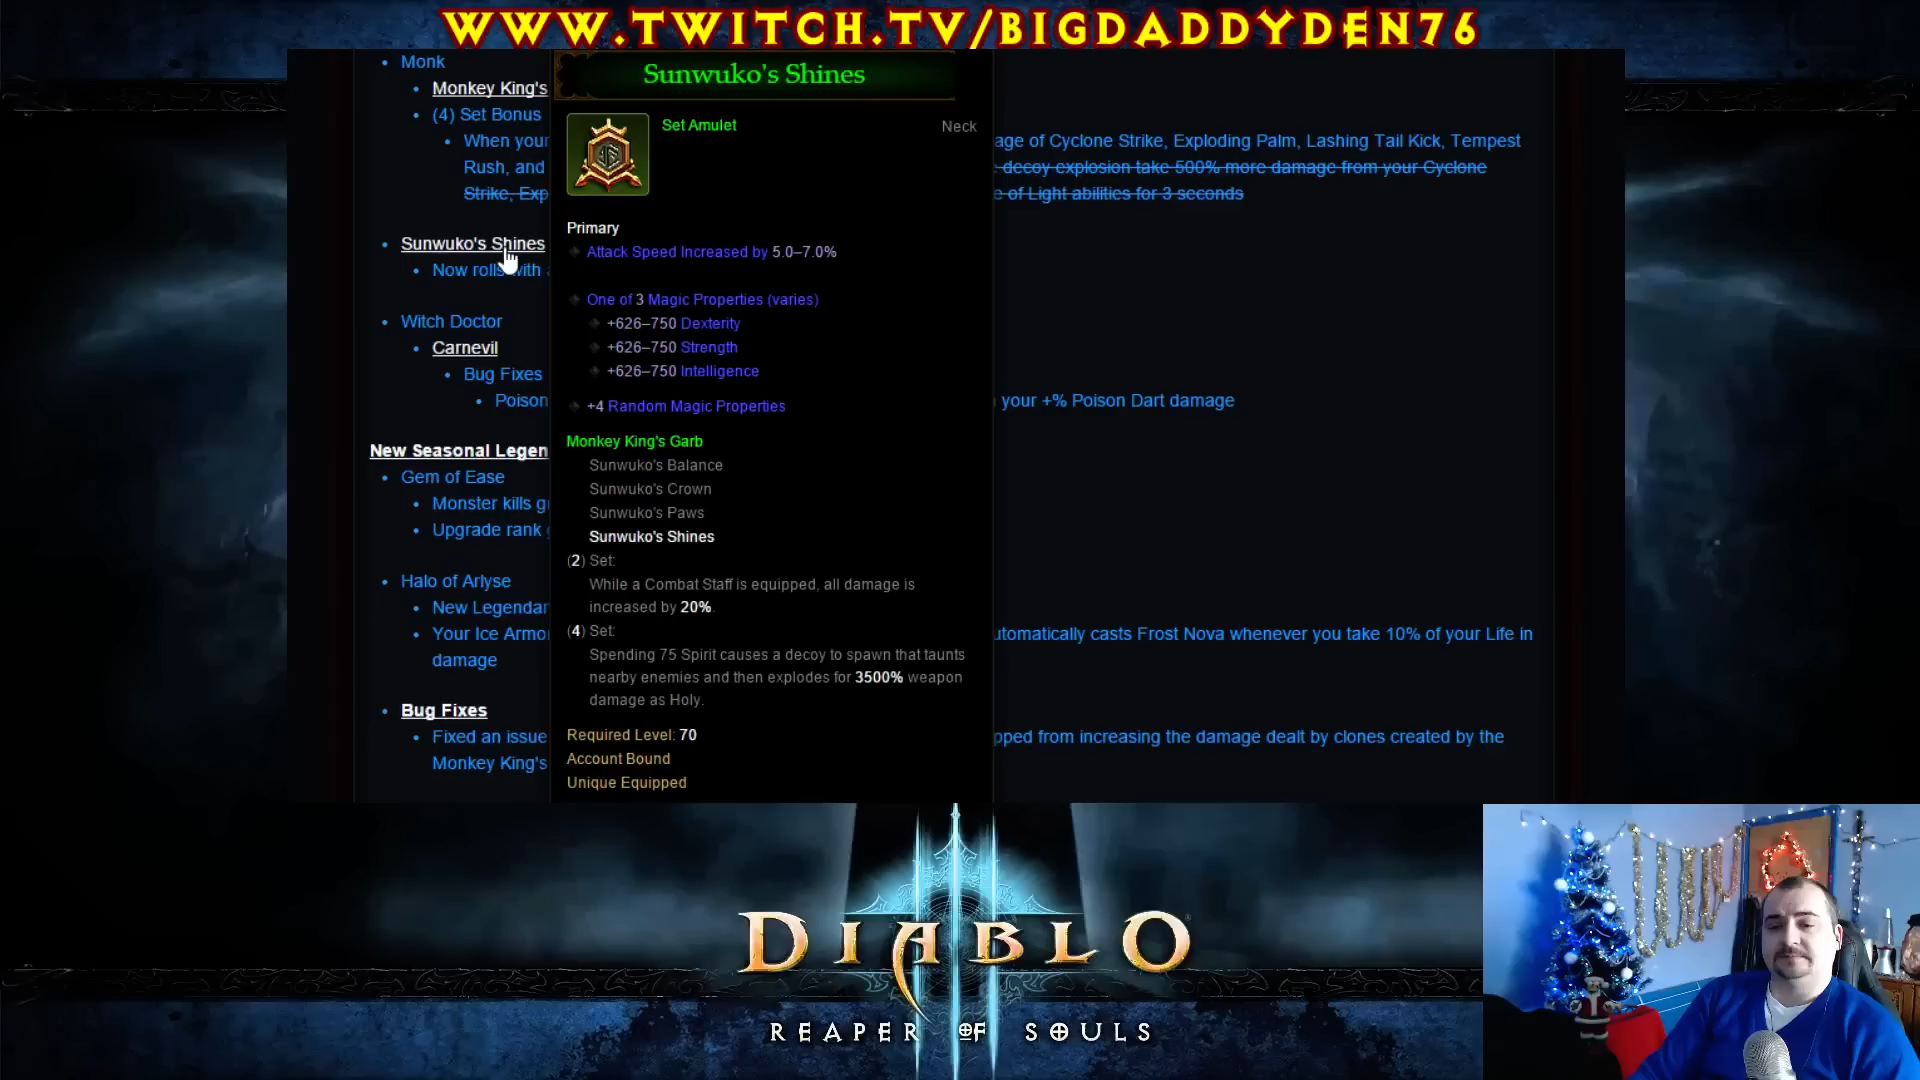 WWW.TWITCH.TV/BIGDADDYDEN76
Monk
Monkey King's
(4) Set Bonus
When your
age of Cyclone Strike, Exploding Palm, Lashing Tail Kick, Tempest
Rush, and
decoy explosion take 500% more damage from your Cyclone
Strike, Exp
e of Light abilities for 3 seconds
Sunwuko's Shines
Now rolls with
Witch Doctor
Carnevil
Bug Fixes
Poison
your +% Poison Dart damage
New Seasonal Legen
Gem of Ease
Monster kills g
Upgrade rank
Halo of Arlyse
New Legendar
Your Ice Armo
utomatically casts Frost Nova whenever you take 10% of your Life in
damage
Bug Fixes
Fixed an issue
pped from increasing the damage dealt by clones created by the
Monkey King's
Sunwuko's Shines
Set Amulet
Neck
Primary
Attack Speed Increased by 5.0–7.0%
One of 3 Magic Properties (varies)
+626–750 Dexterity
+626–750 Strength
+626–750 Intelligence
+4 Random Magic Properties
Monkey King's Garb
Sunwuko's Balance
Sunwuko's Crown
Sunwuko's Paws
Sunwuko's Shines
(2) Set:
While a Combat Staff is equipped, all damage is
increased by 20%.
(4) Set:
Spending 75 Spirit causes a decoy to spawn that taunts
nearby enemies and then explodes for 3500% weapon
damage as Holy.
Required Level: 70
Account Bound
Unique Equipped
DIABLO
REAPER OF SOULS